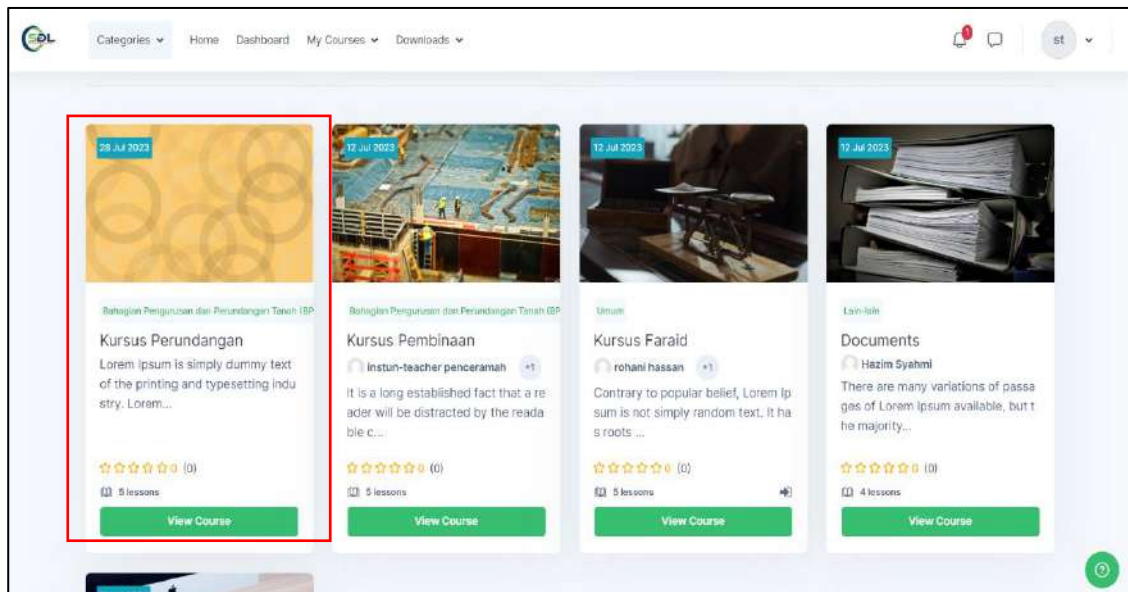 SDL
Categories Home Dashboard My Courses Downloads
1
st
28 Jul 2023
Bahagian Pengurusan dan Perundangan Tanah (BP
Kursus Perundangan
Lorem Ipsum is simply dummy text
of the printing and typesetting indu
stry. Lorem...
0 (0)
5 lessons
View Course
12 Jul 2023
Bahagian Pengurusan dan Perundangan Tanah (BP
Kursus Pembinaan
instun-teacher penceramah +1
It is a long established fact that a re
ader will be distracted by the reada
ble c...
0 (0)
5 lessons
View Course
12 Jul 2023
Umum
Kursus Faraid
rohani hassan +1
Contrary to popular belief, Lorem Ip
sum is not simply random text. It ha
s roots ...
0 (0)
5 lessons
View Course
12 Jul 2023
Lain-lain
Documents
Hazim Syahmi
There are many variations of passa
ges of Lorem Ipsum available, but t
he majority...
0 (0)
4 lessons
View Course